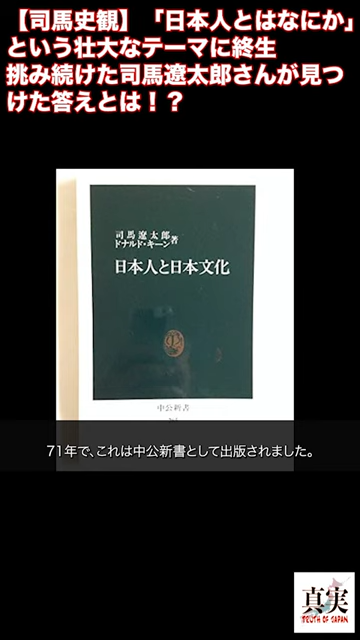 【司馬史観】「日本人とはなにか」
という壮大なテーマに終生
挑み続けた司馬遼太郎さんが見つ
けた答えとは！？
司馬遼太郎
ドナルド・キーン 著
日本人と日本文化
中公新書
71年で、これは中公新書として出版されました。
真実
TRUTH OF JAPAN